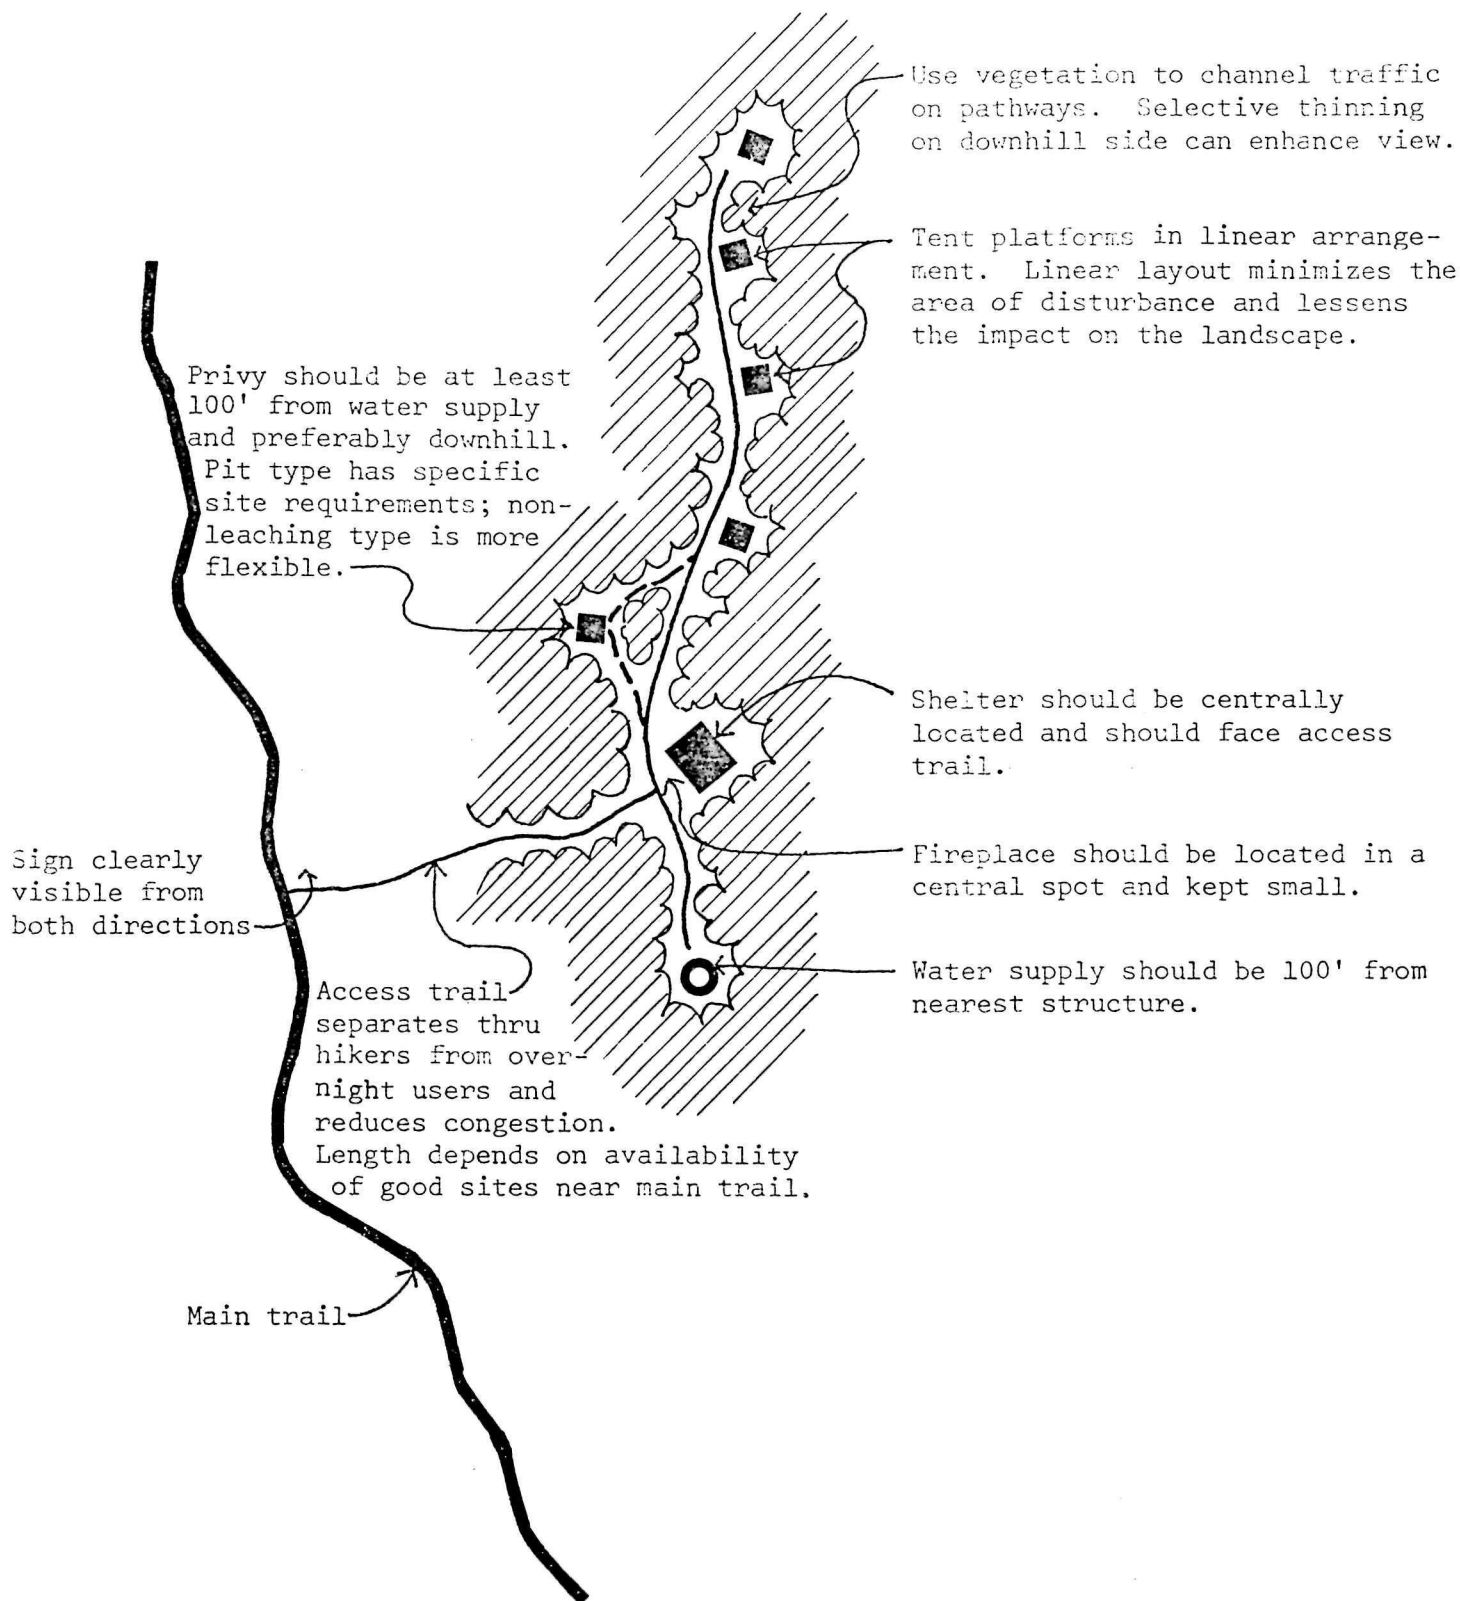 Use vegetation to channel traffic
on pathways. Selective thinning
on downhill side can enhance view.
Tent platforms in linear arrange-
ment. Linear layout minimizes the
area of disturbance and lessens
the impact on the landscape.
Privy should be at least
100' from water supply
and preferably downhill.
Pit type has specific
site requirements; non-
leaching type is more
flexible.
Shelter should be centrally
located and should face access
trail.
Sign clearly
visible from
both directions
Fireplace should be located in a
central spot and kept small.
Water supply should be 100' from
nearest structure.
Access trail
separates thru
hikers from over-
night users and
reduces congestion.
Length depends on availability
of good sites near main trail.
Main trail